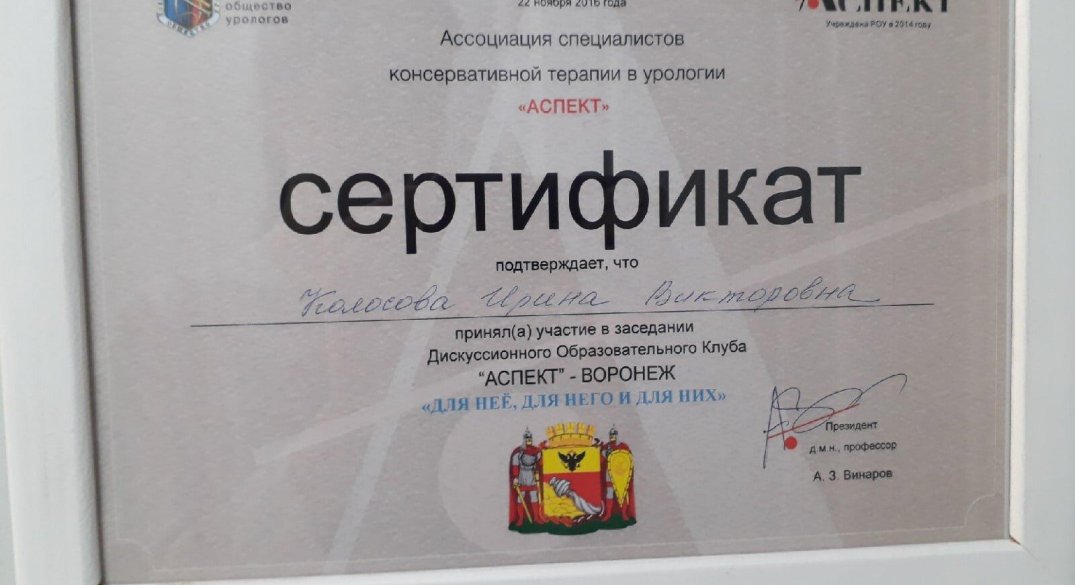 общество
урологов
22 ноября 2016 года
АСПЕКТ
Учреждена РОУ в 2014 году
Ассоциация специалистов
консервативной терапии в урологии
«АСПЕКТ»
сертификат
подтверждает, что
Колосова Ирина Викторовна
принял(а) участие в заседании
Дискуссионного Образовательного Клуба
“АСПЕКТ” - ВОРОНЕЖ
«ДЛЯ НЕЁ, ДЛЯ НЕГО И ДЛЯ НИХ»
Президент
д.м.н., профессор
А. З. Винаров